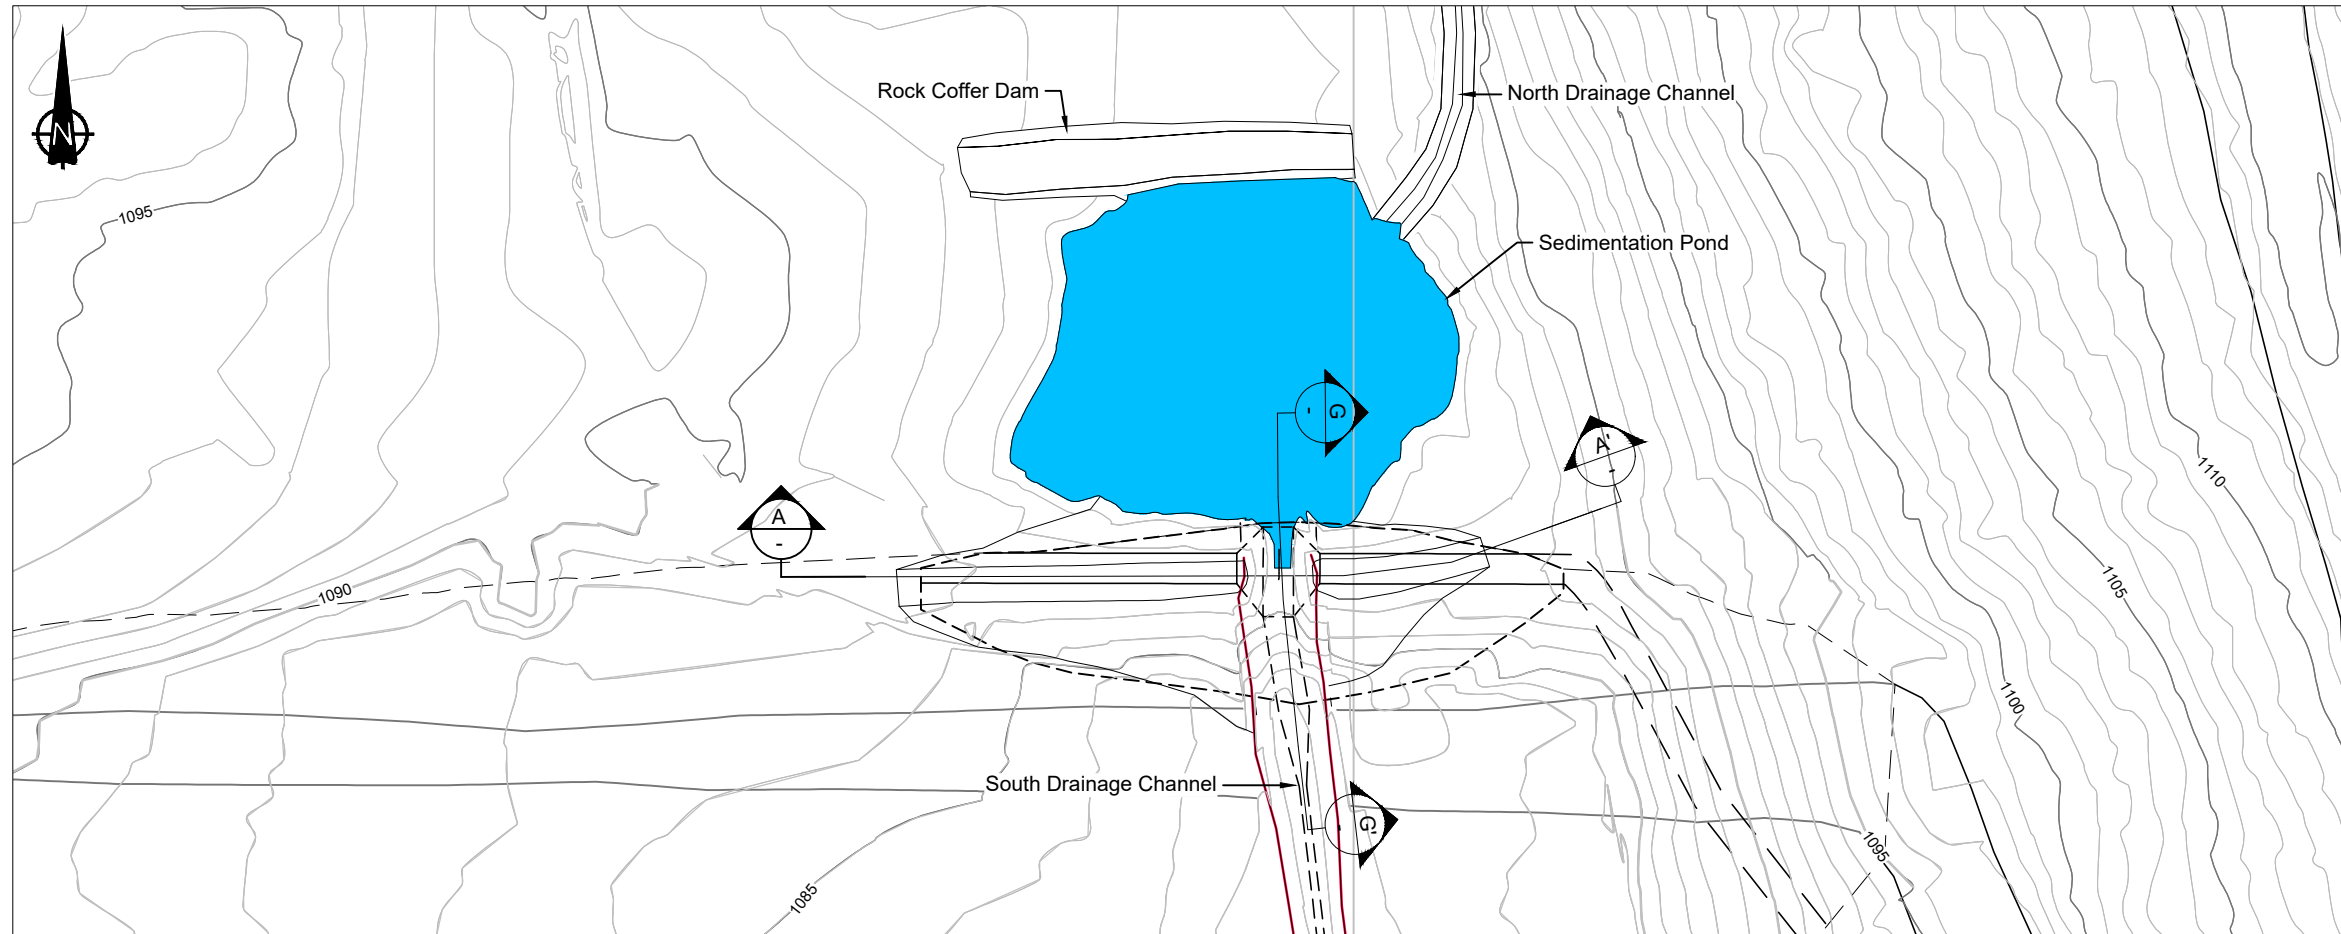 Rock Coffer Dam
North Drainage Channel
N
1095
Sedimentation Pond
G
-
A'
-
1110
A
-
1105
1090
1100
South Drainage Channel
G'
-
1095
1085